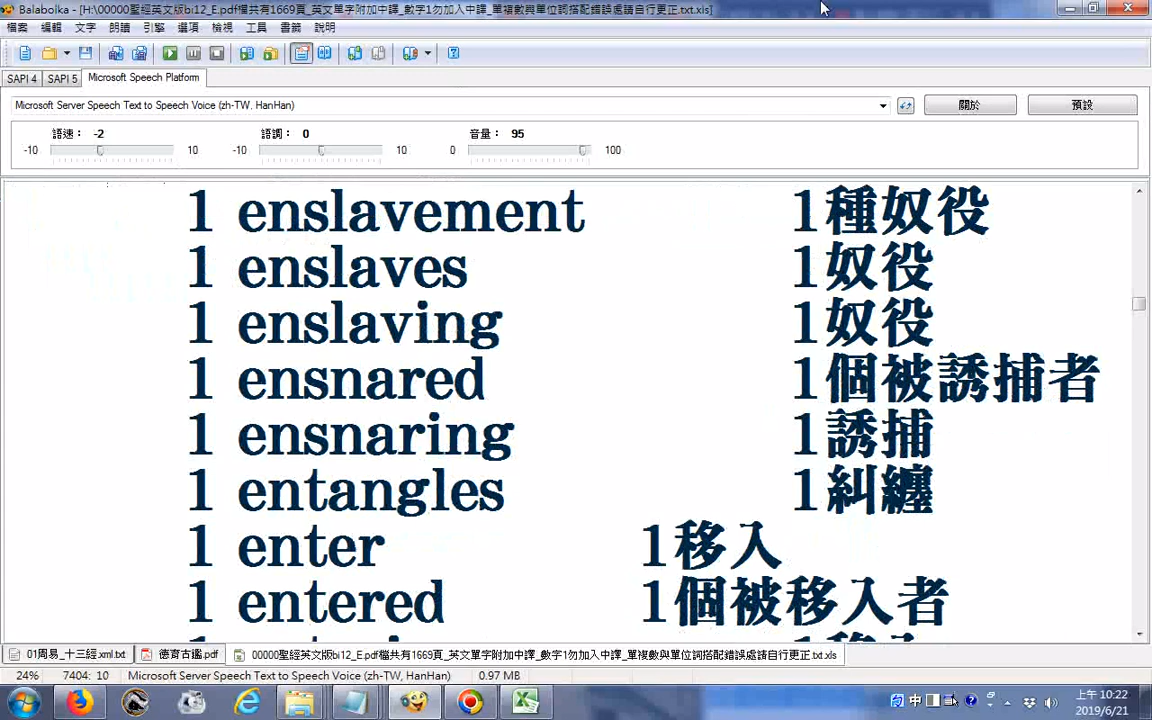 Balabolka - [H:\00000聖經英文版bi12_E.pdf檔共有1669頁_英文單字附加中譯_數字1勿加入中譯_單複數與單位詞搭配錯誤處請自行更正.txt.xls]
檔案 編輯 文字 朗讀 引擎 選項 檢視 工具 書籤 說明
SAPI 4 SAPI 5 Microsoft Speech Platform
Microsoft Server Speech Text to Speech Voice (zh-TW, HanHan) 關於 預設
語速： -2 語調： 0 音量： 95
-10 10 -10 10 0 100
1 enslavement 1種奴役
1 enslaves 1奴役
1 enslaving 1奴役
1 ensnared 1個被誘捕者
1 ensnaring 1誘捕
1 entangles 1糾纏
1 enter 1移入
1 entered 1個被移入者
01周易_十三經.xml.txt 德育古鑑.pdf 00000聖經英文版bi12_E.pdf檔共有1669頁_英文單字附加中譯_數字1勿加入中譯_單複數與單位詞搭配錯誤處請自行更正.txt.xls
24% 7404: 10 Microsoft Server Speech Text to Speech Voice (zh-TW, HanHan) 0.97 MB
中 上午 10:22
2019/6/21